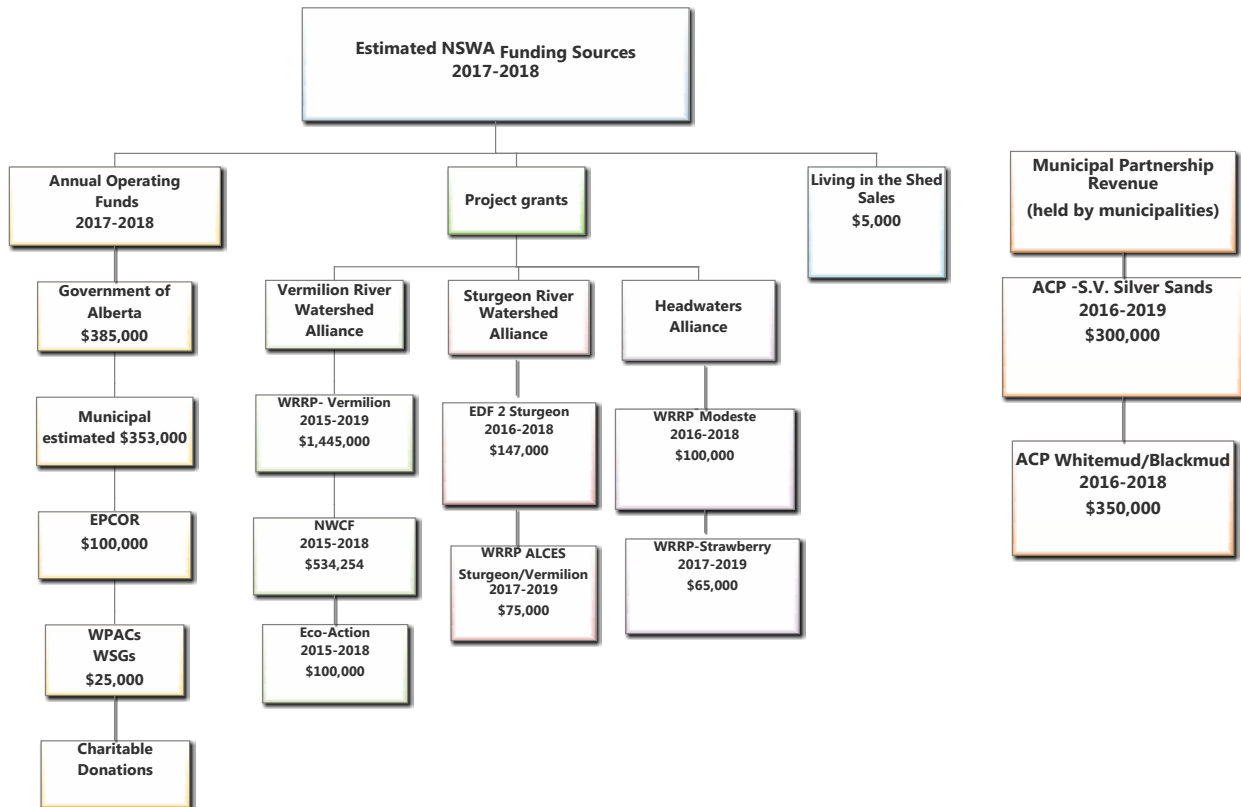 Estimated NSWA Funding Sources
2017-2018
Annual Operating
Funds
2017-2018
Government of
Alberta
$385,000
Municipal
estimated $353,000
EPCOR
$100,000
WPACs
WSGs
$25,000
Charitable
Donations
Project grants
Vermilion River
Watershed
Alliance
WRRP- Vermilion
2015-2019
$1,445,000
NWCF
2015-2018
$534,254
Eco-Action
2015-2018
$100,000
Sturgeon River
Watershed
Alliance
EDF 2 Sturgeon
2016-2018
$147,000
WRRP ALCES
Sturgeon/Vermilion
2017-2019
$75,000
Headwaters
Alliance
WRRP Modeste
2016-2018
$100,000
WRRP-Strawberry
2017-2019
$65,000
Living in the Shed
Sales
$5,000
Municipal Partnership
Revenue
(held by municipalities)
ACP -S.V. Silver Sands
2016-2019
$300,000
ACP Whitemud/Blackmud
2016-2018
$350,000